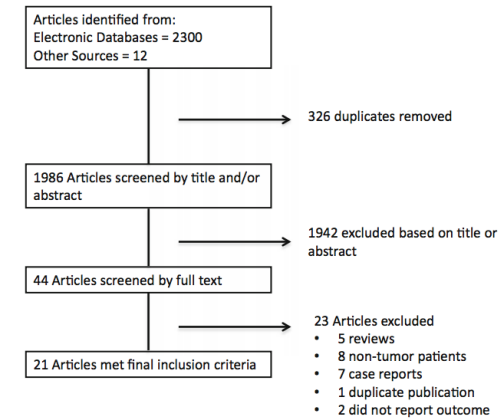 Articles identified from:
Electronic Databases = 2300
Other Sources = 12
326 duplicates removed
1986 Articles screened by title and/or
abstract
1942 excluded based on title or
abstract
44 Articles screened by full text
23 Articles excluded
• 5 reviews
• 8 non-tumor patients
• 7 case reports
• 1 duplicate publication
• 2 did not report outcome
21 Articles met final inclusion criteria